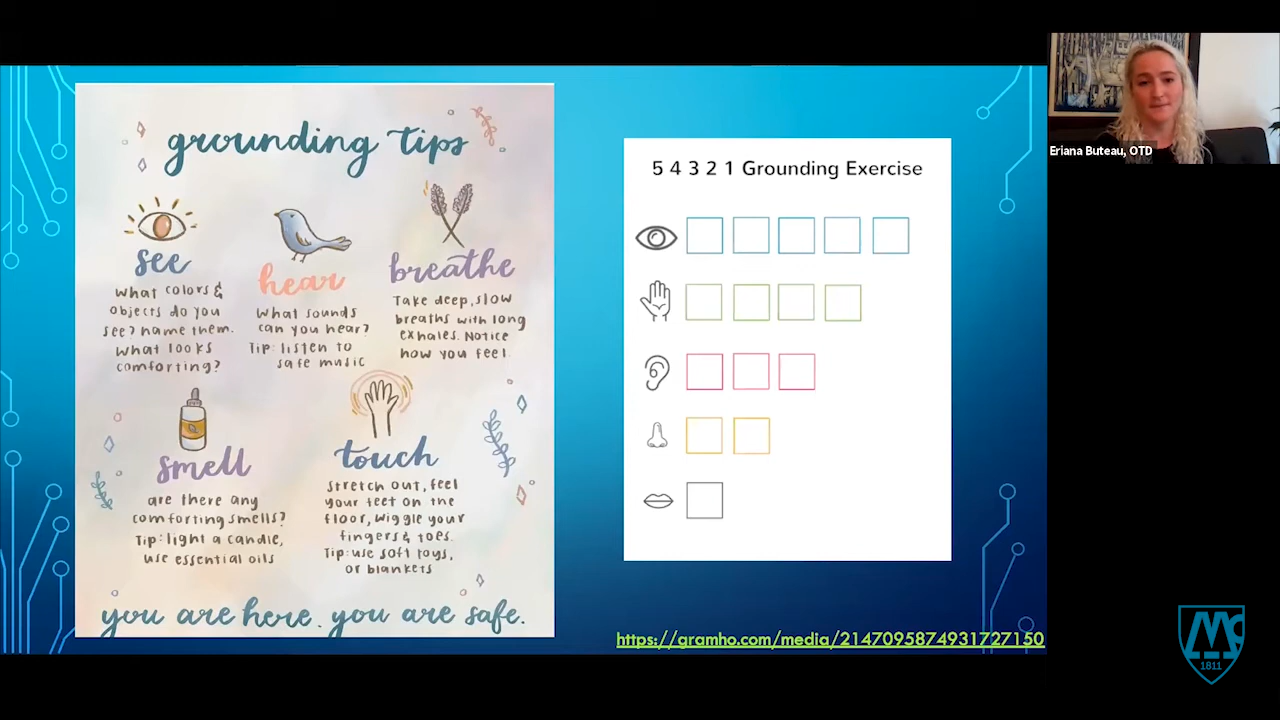 grounding tips
see
what colors &
objects do you
see? name them.
what looks
comforting?
hear
what sounds
can you hear?
Tip: listen to
safe music
breathe
Take deep, slow
breaths with long
exhales. Notice
how you feel.
smell
are there any
comforting smells?
Tip: light a candle,
use essential oils
touch
stretch out, feel
your feet on the
floor, wiggle your
fingers & toes.
Tip: use soft toys,
or blankets
you are here. you are safe.
5 4 3 2 1 Grounding Exercise
https://gramho.com/media/2147095874931727150
Eriana Buteau, OTD
Mc
1811